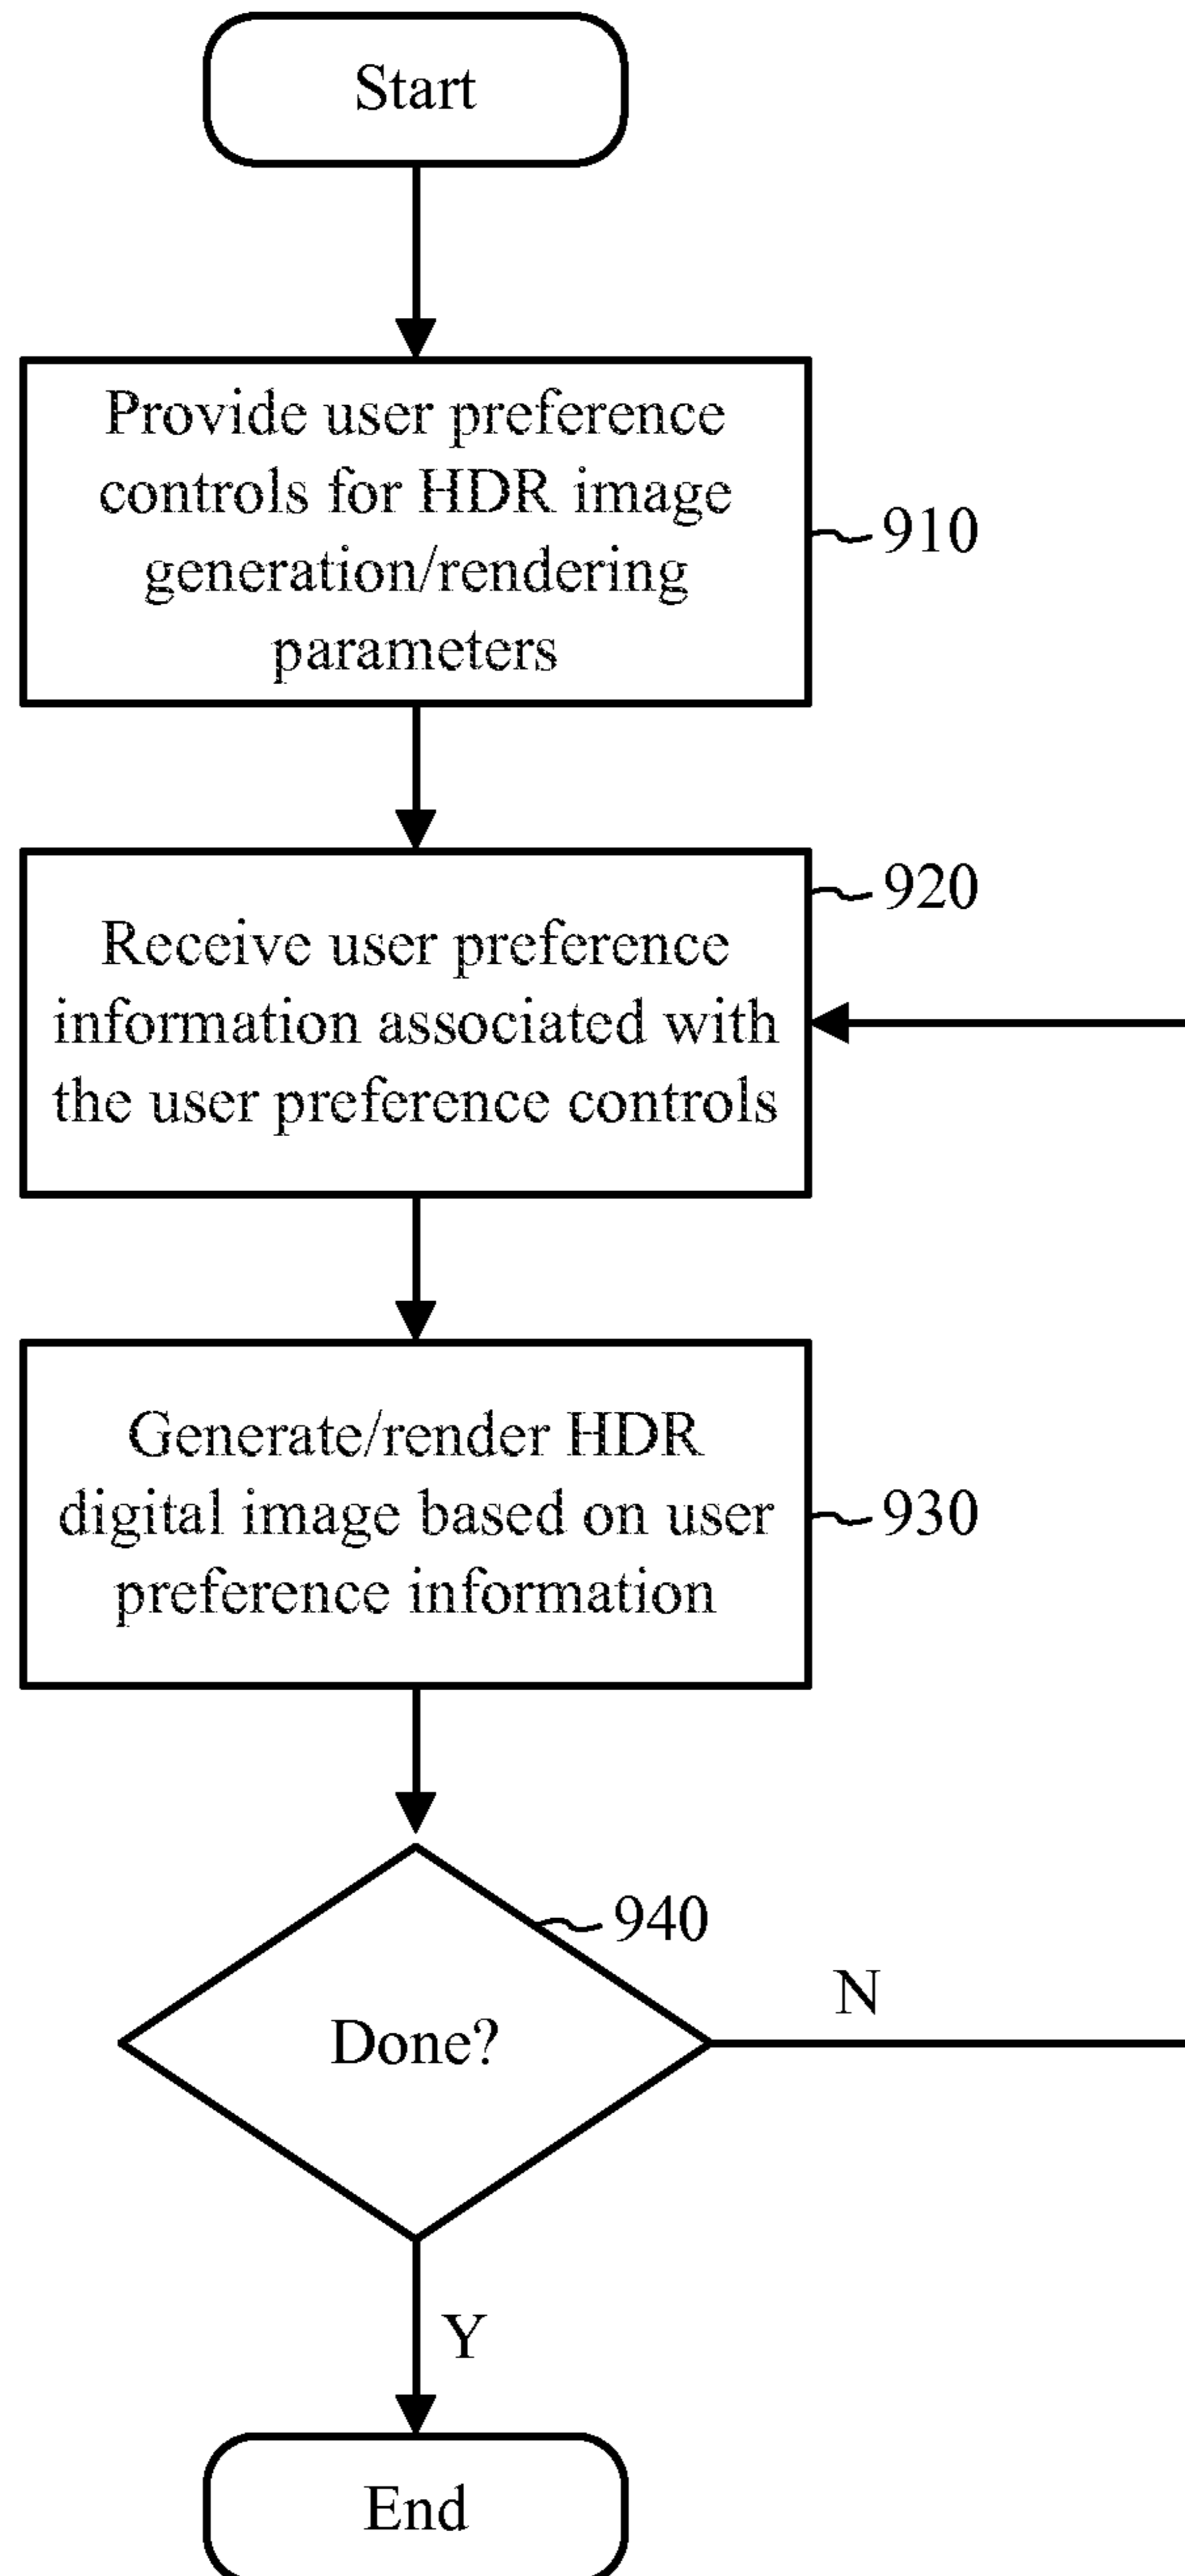 Start
Provide user preference
controls for HDR image
generation/rendering
parameters
910
920
Receive user preference
information associated with
the user preference controls
Generate/render HDR
digital image based on user
preference information
930
940
Done?
N
Y
End